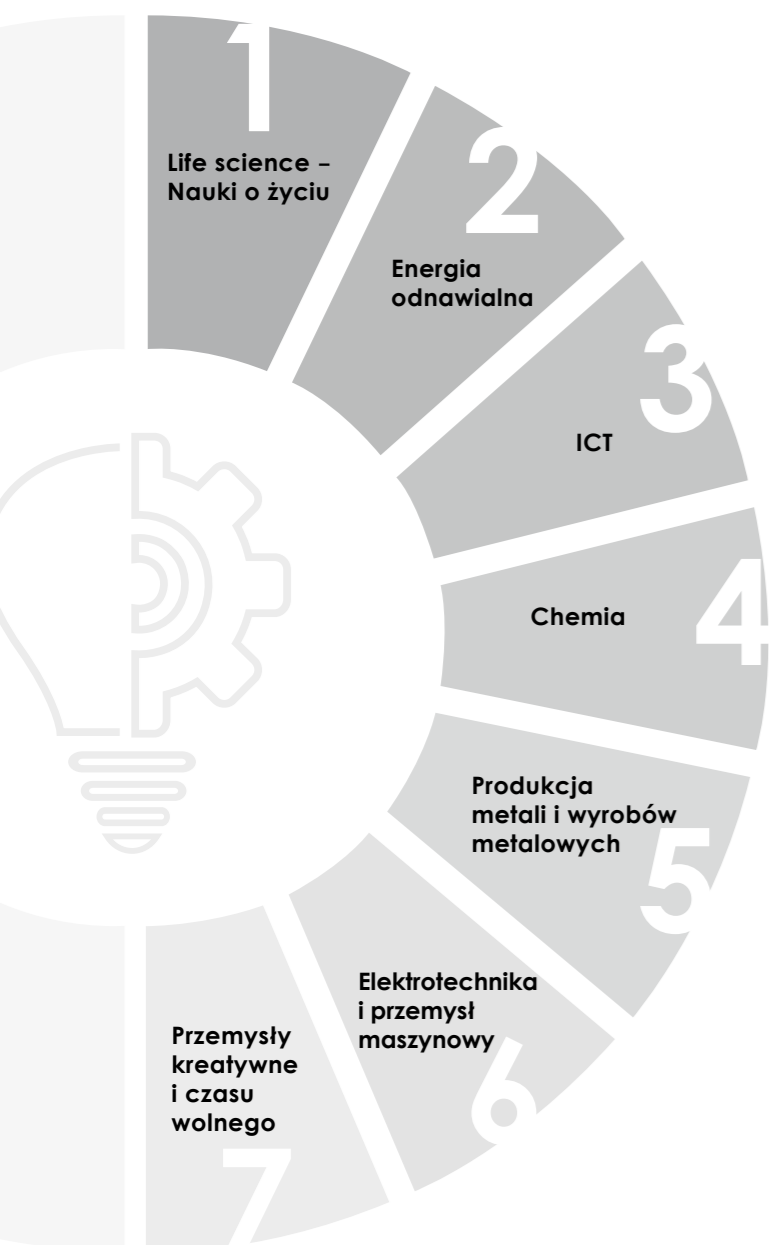 1
Life science –
Nauki o życiu
2
Energia
odnawialna
3
ICT
4
Chemia
5
Produkcja
metali i wyrobów
metalowych
6
Elektrotechnika
i przemysł
maszynowy
7
Przemysły
kreatywne
i czasu
wolnego